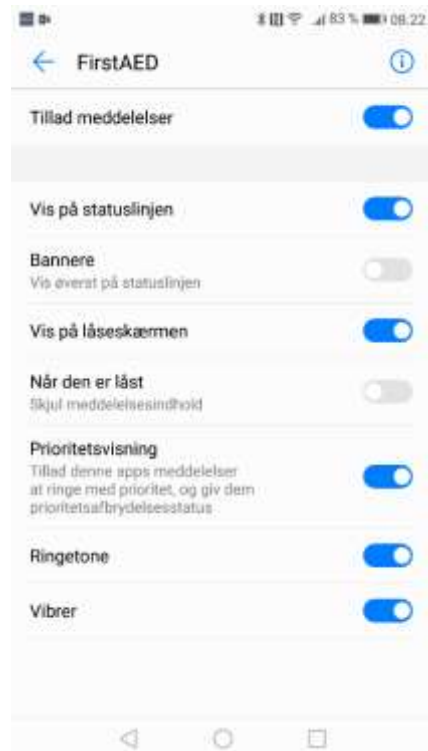 83 % 08.22
FirstAED
Tillad meddelelser
Vis på statuslinjen
Bannere
Vis øverst på statuslinjen
Vis på låseskærmen
Når den er låst
Skjul meddelelsesindhold
Prioritetsvisning
Tillad denne apps meddelelser
at ringe med prioritet, og giv dem
prioritetsafbrydelsesstatus
Ringetone
Vibrer